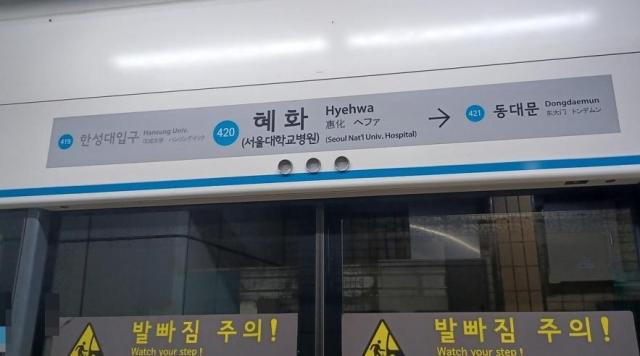 419 한성대입구 Hansung Univ.
420 혜화 Hyehwa
惠化 ヘファ
(서울대학교병원) (Seoul Nat'l Univ. Hospital)
→ 421 동대문 Dongdaemun
东大门 トンデムン
발빠짐 주의!
Watch your step!
발빠짐 주의!
Watch your step!